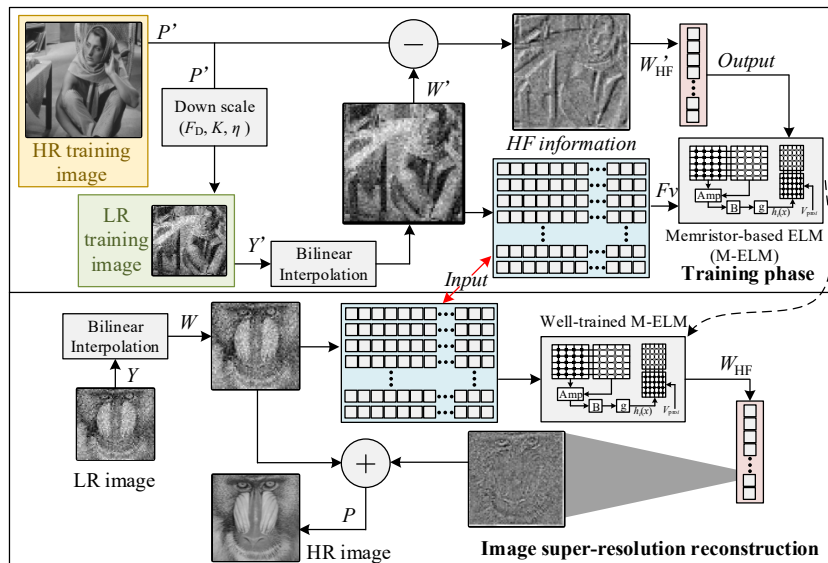 P'
P'
Down scale
(F_D, K, η )
HR training
image
−
W'
HF information
W'_HF
Output
LR
training
image
Y'
Bilinear
Interpolation
Fv
Amp
B
g
h_i(x)
Memristor-based ELM
(M-ELM)
Training phase
Input
Bilinear
Interpolation
W
Y
LR image
Well-trained M-ELM
Amp
B
g
h_i(x)
W_HF
+
P
HR image
Image super-resolution reconstruction